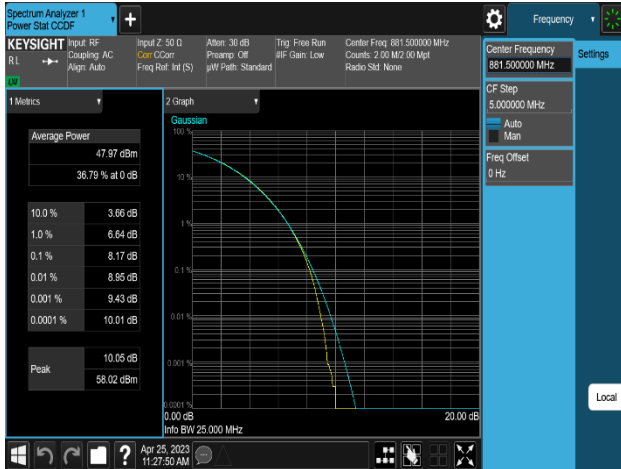 Spectrum Analyzer 1
Power Stat CCDF
+
Frequency
KEYSIGHT
RL
Input: RF
Coupling: AC
Align: Auto
Input Z: 50 Ω
Corr CCorr
Freq Ref: Int (S)
Atten: 30 dB
Preamp: Off
µW Path: Standard
Trig: Free Run
#IF Gain: Low
Center Freq: 881.500000 MHz
Counts: 2.00 M/2.00 Mpt
Radio Std: None
Center Frequency
881.500000 MHz
Settings
CF Step
5.000000 MHz
Auto
Man
Freq Offset
0 Hz
Local
1 Metrics
Average Power
47.97 dBm
36.79 % at 0 dB
10.0 % 3.66 dB
1.0 % 6.64 dB
0.1 % 8.17 dB
0.01 % 8.95 dB
0.001 % 9.43 dB
0.0001 % 10.01 dB
Peak 10.05 dB
58.02 dBm
2 Graph
Gaussian
100 %
10 %
1 %
0.1 %
0.01 %
0.001 %
0.0001 %
0.00 dB 20.00 dB
Info BW 25.000 MHz
?
Apr 25, 2023
11:27:50 AM